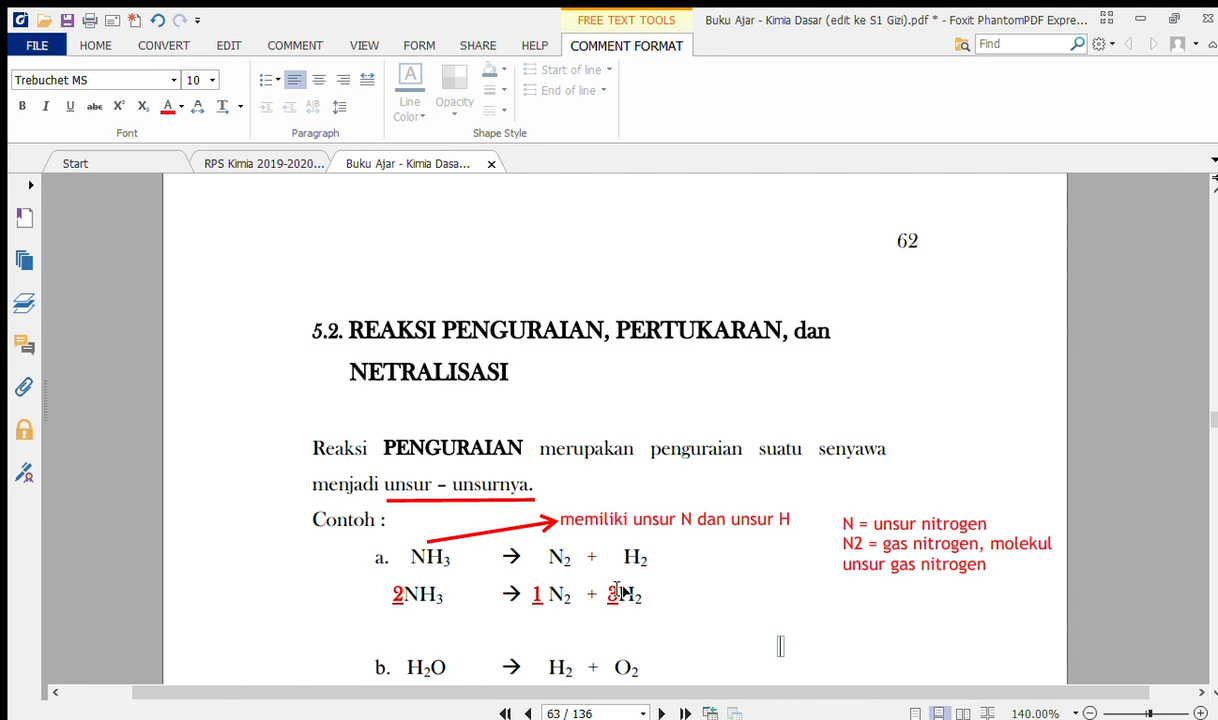 FREE TEXT TOOLS
Buku Ajar - Kimia Dasar (edit ke S1 Gizi).pdf * - Foxit PhantomPDF Expre...
FILE HOME CONVERT EDIT COMMENT VIEW FORM SHARE HELP COMMENT FORMAT
Find
Trebuchet MS 10
Start of line
End of line
B I U abc X² X₂ A A T
Line Color
Opacity
Font Paragraph Shape Style
Start RPS Kimia 2019-2020... Buku Ajar - Kimia Dasa...
62
5.2. REAKSI PENGURAIAN, PERTUKARAN, dan
NETRALISASI
Reaksi PENGURAIAN merupakan penguraian suatu senyawa
menjadi unsur – unsurnya.
Contoh :
memiliki unsur N dan unsur H
N = unsur nitrogen
N2 = gas nitrogen, molekul
unsur gas nitrogen
a. NH₃ → N₂ + H₂
2NH₃ → 1 N₂ + 3H₂
b. H₂O → H₂ + O₂
63 / 136
140.00%